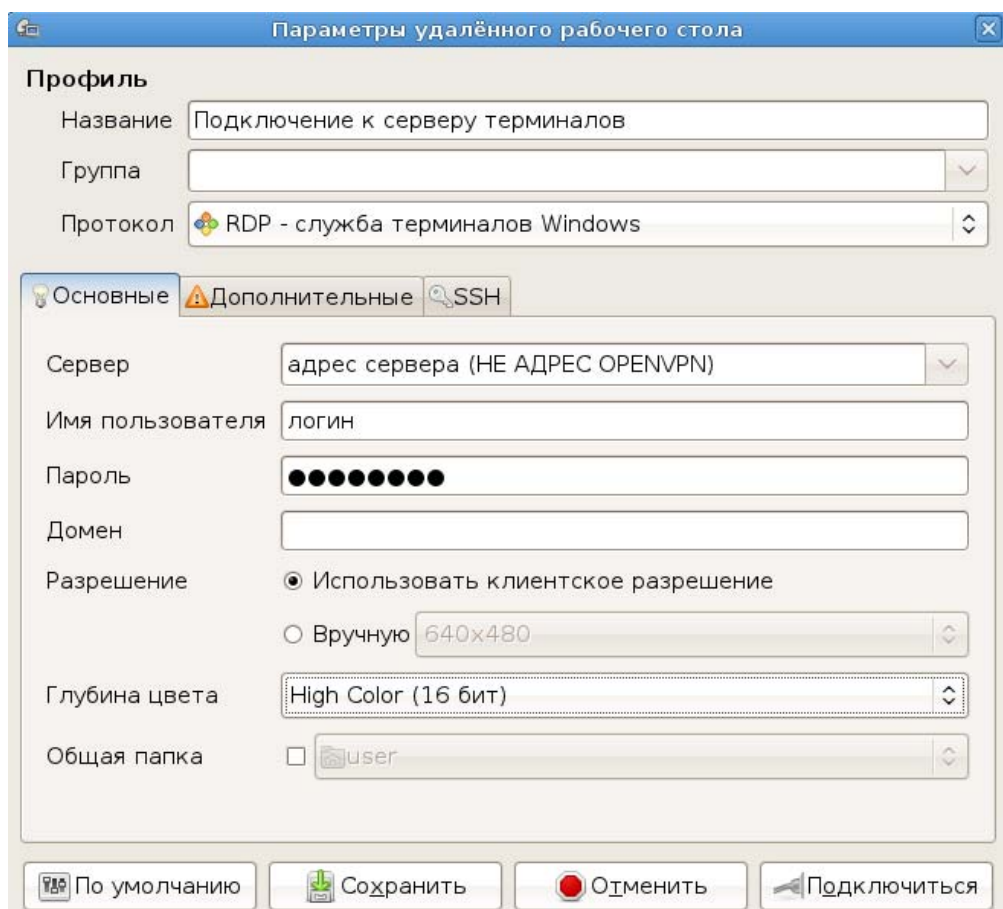 Параметры удалённого рабочего стола
Профиль
Название Подключение к серверу терминалов
Группа
Протокол RDP - служба терминалов Windows
Основные Дополнительные SSH
Сервер адрес сервера (НЕ АДРЕС OPENVPN)
Имя пользователя логин
Пароль ●●●●●●●●
Домен
Разрешение Использовать клиентское разрешение
Вручную 640x480
Глубина цвета High Color (16 бит)
Общая папка user
По умолчанию Сохранить Отменить Подключиться